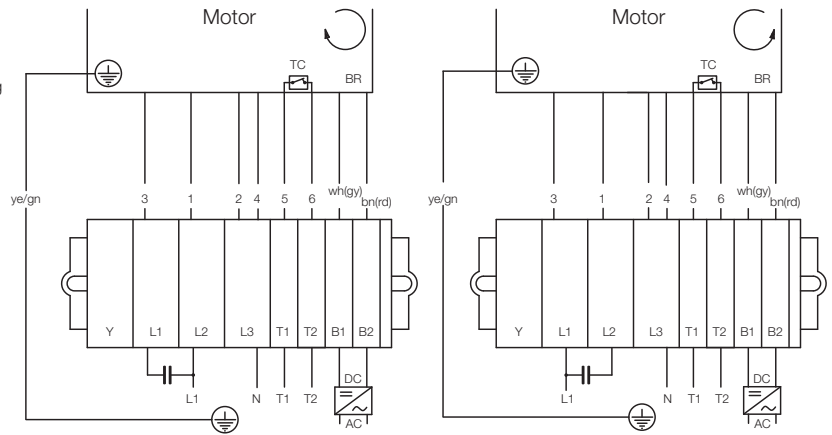 Motor
TC
BR
ye/gn
3 1 2 4 5 6 wh(gy) bn(rd)
Y L1 L2 L3 T1 T2 B1 B2
L1 N T1 T2
DC
AC
Motor
TC
BR
ye/gn
3 1 2 4 5 6 wh(gy) bn(rd)
Y L1 L2 L3 T1 T2 B1 B2
L1 N T1 T2
DC
AC